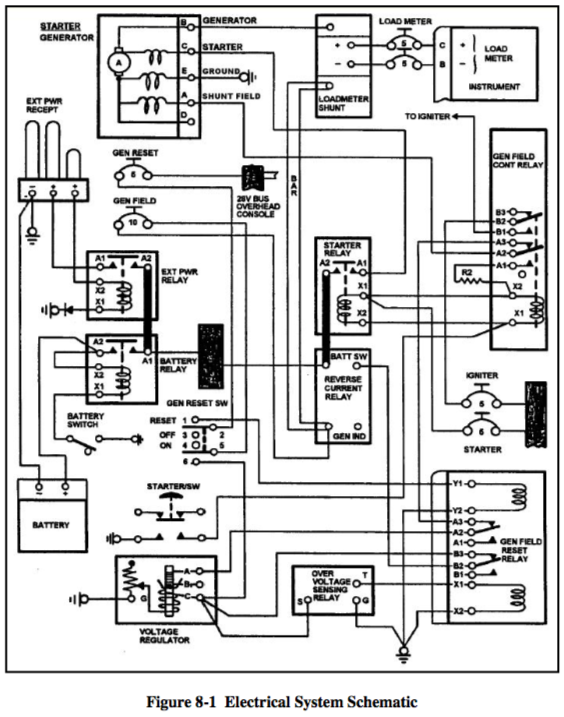 STARTER
GENERATOR
B
GENERATOR
C
STARTER
E
GROUND
A
SHUNT FIELD
D
A
LOAD METER
+
5
C
+
LOAD
METER
−
5
B
−
INSTRUMENT
LOADMETER
SHUNT
EXT PWR
RECEPT
−
+
+
GEN RESET
5
GEN FIELD
10
28V BUS
OVERHEAD
CONSOLE
BAR
TO IGNITER
GEN FIELD
CONT RELAY
B3
B2
B1
A3
A2
A1
R2
X2
X1
A1
A2
X2
X1
EXT PWR
RELAY
STARTER
RELAY
A2
A1
X1
X2
A2
X2
X1
A1
BATTERY
RELAY
BATT SW
REVERSE
CURRENT
RELAY
GEN IND
BATTERY
SWITCH
GEN RESET SW
RESET
1
OFF
3
2
ON
4
5
6
IGNITER
5
5
STARTER
STARTER/SW
−
+
BATTERY
Y1
Y2
A3
A2
A1
B3
B2
B1
X1
X2
GEN FIELD
RESET
RELAY
A
B
C
G
VOLTAGE
REGULATOR
OVER
VOLTAGE
SENSING
RELAY
T
S
G
Figure 8-1 Electrical System Schematic